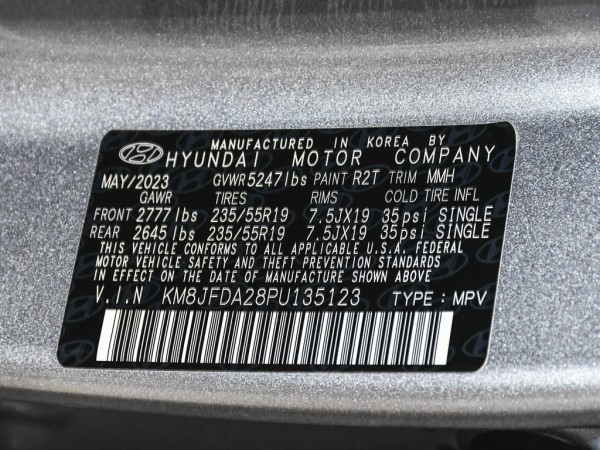 MANUFACTURED IN KOREA BY
HYUNDAI MOTOR COMPANY
MAY/2023 GVWR 5247lbs PAINT R2T TRIM MMH
GAWR TIRES RIMS COLD TIRE INFL
FRONT 2777lbs 235/55R19 7.5JX19 35psi SINGLE
REAR 2645lbs 235/55R19 7.5JX19 35psi SINGLE
THIS VEHICLE CONFORMS TO ALL APPLICABLE U.S.A. FEDERAL
MOTOR VEHICLE SAFETY AND THEFT PREVENTION STANDARDS
IN EFFECT ON THE DATE OF MANUFACTURE SHOWN ABOVE
V.I.N KM8JFDA28PU135123 TYPE : MPV